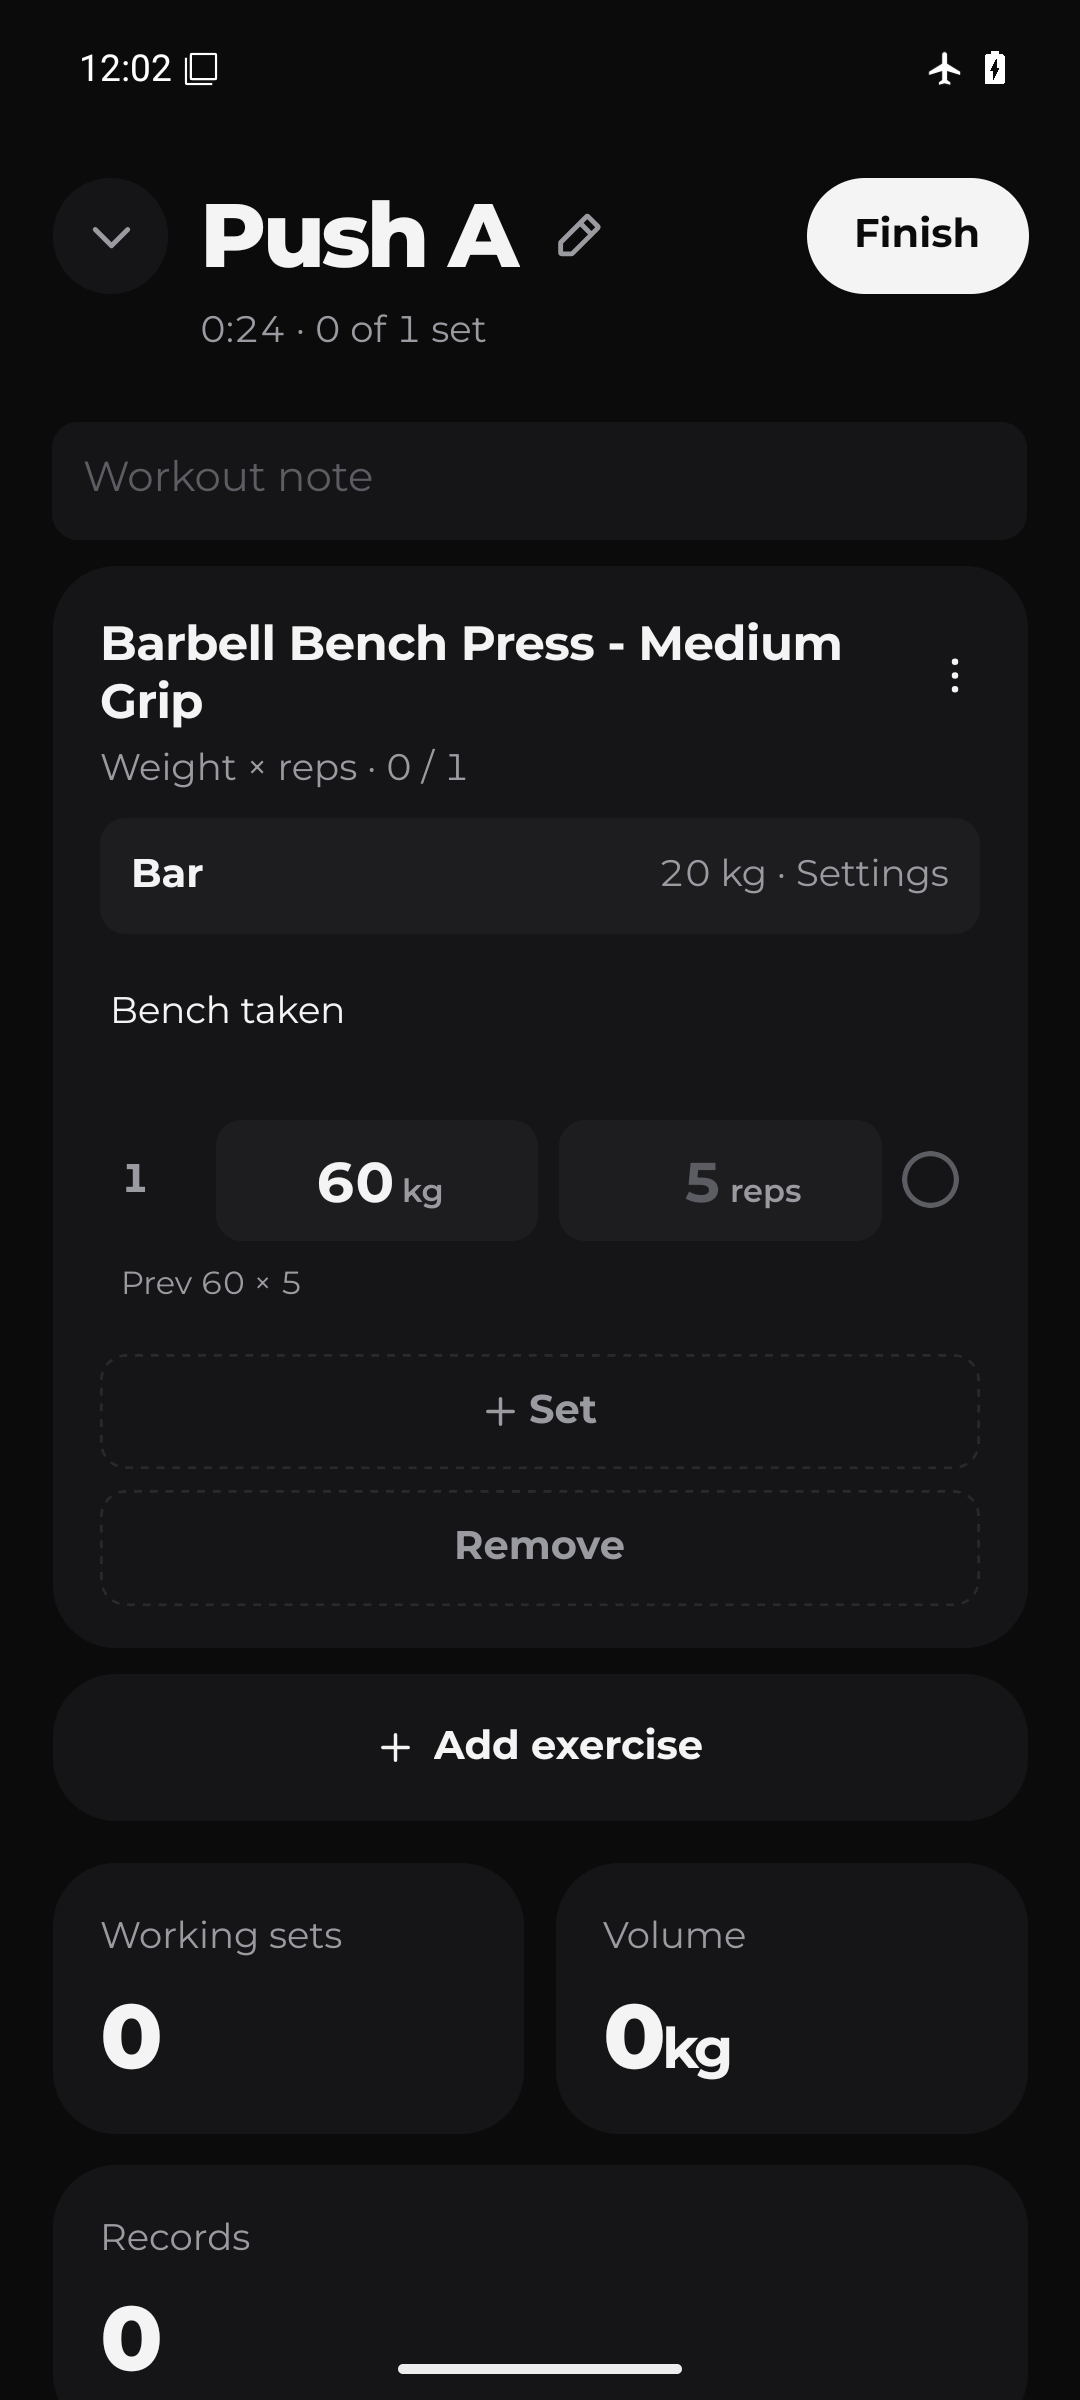 12:02
Push A
Finish
0:24 · 0 of 1 set
Workout note
Barbell Bench Press - Medium
Grip
Weight × reps · 0 / 1
Bar
20 kg · Settings
Bench taken
1
60 kg
5 reps
Prev 60 × 5
+ Set
Remove
+ Add exercise
Working sets
Volume
0
0kg
Records
0